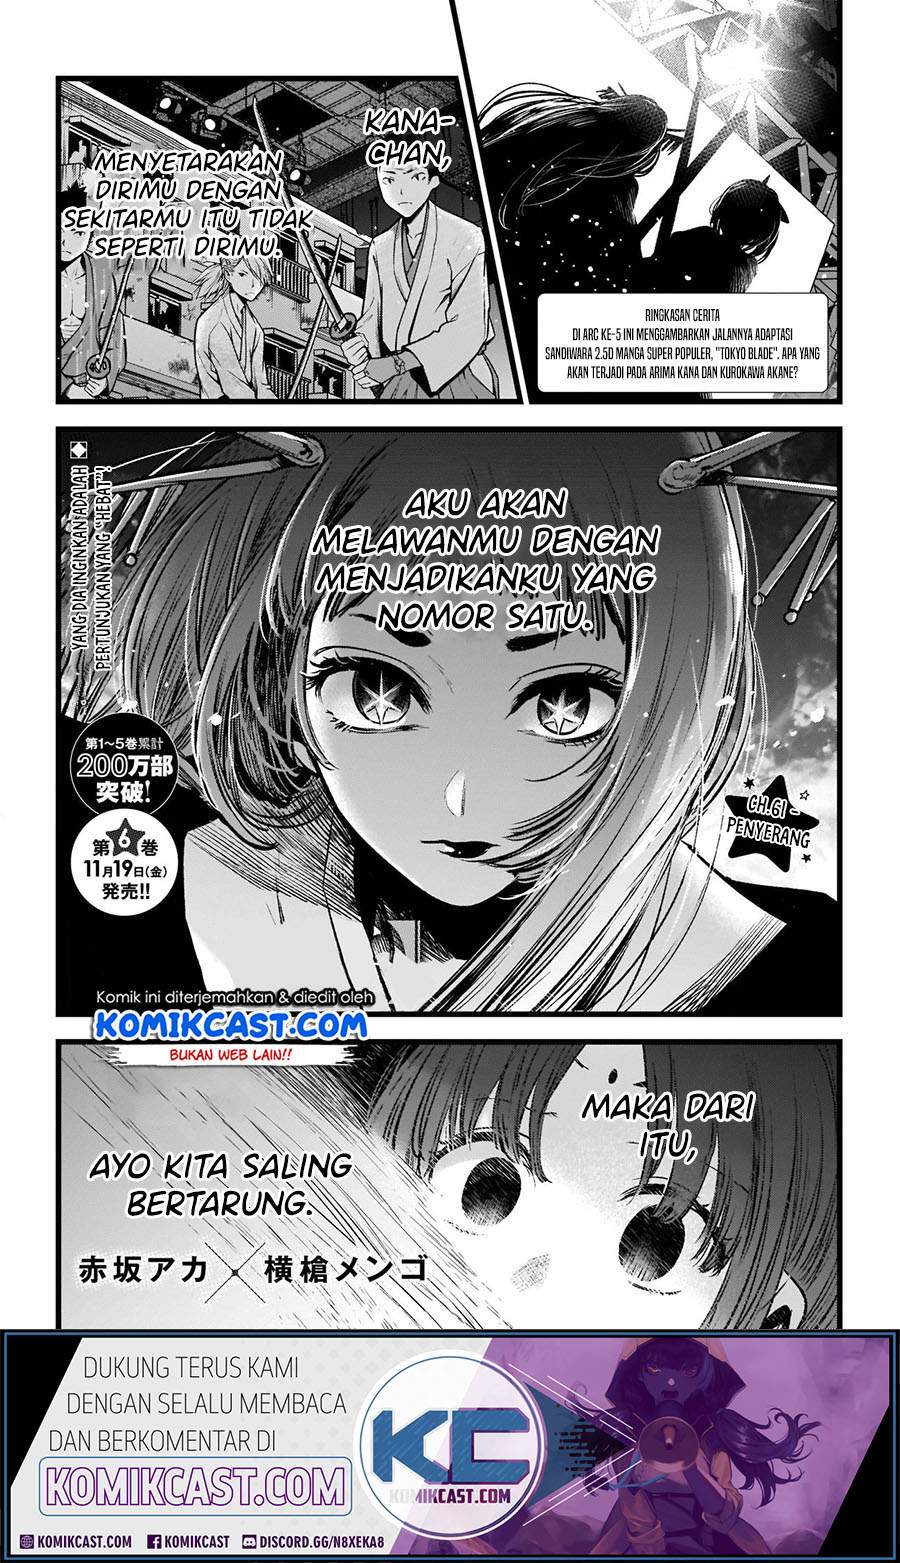 KANA-
CHAN,
MENYETARAKAN
DIRIMU DENGAN
SEKITARMU ITU TIDAK
SEPERTI DIRIMU.
RINGKASAN CERITA
DI ARC KE-5 INI MENGGAMBARKAN JALANNYA ADAPTASI
SANDIWARA 2.5D MANGA SUPER POPULER, "TOKYO BLADE". APA YANG
AKAN TERJADI PADA ARIMA KANA DAN KUROKAWA AKANE?
YANG DIA INGINKAN ADALAH
PERTUNJUKAN YANG "HEBAT"!
AKU AKAN
MELAWANMU DENGAN
MENJADIKANKU YANG
NOMOR SATU.
第1〜5巻累計
200万部
突破!
第6巻
11月19日(金)
発売!!
CH.61 -
PENYERANG
Komik ini diterjemahkan & diedit oleh
KOMIKCAST.COM
BUKAN WEB LAIN!!
MAKA DARI
ITU,
AYO KITA SALING
BERTARUNG.
赤坂アカ×横槍メンゴ
DUKUNG TERUS KAMI
DENGAN SELALU MEMBACA
DAN BERKOMENTAR DI
KOMIKCAST.COM
KC
KOMIKCAST.COM
KOMIKCAST.COM KOMIKCAST DISCORD.GG/N8XEKA8